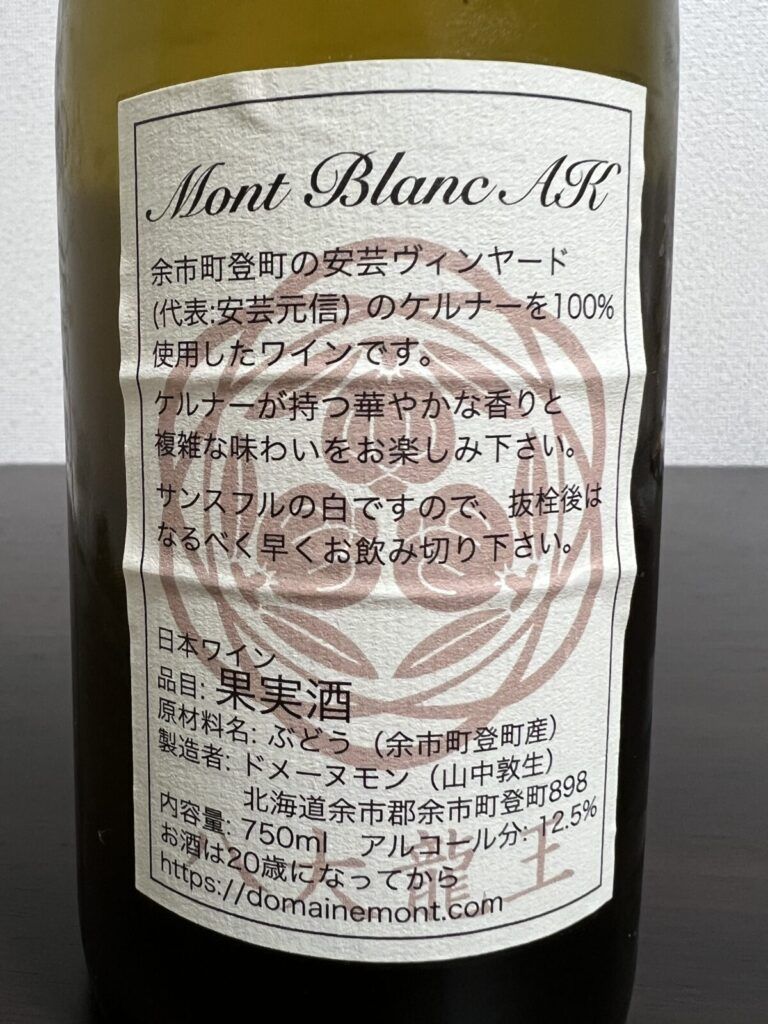 Mont Blanc AK
余市町登町の安芸ヴィンヤード
(代表:安芸元信) のケルナーを100%
使用したワインです。
ケルナーが持つ華やかな香りと
複雑な味わいをお楽しみ下さい。
サンスフルの白ですので、抜栓後は
なるべく早くお飲み切り下さい。
日本ワイン
品目: 果実酒
原材料名: ぶどう（余市町登町産）
製造者: ドメーヌモン（山中敦生）
北海道余市郡余市町登町898
内容量: 750ml アルコール分: 12.5%
お酒は20歳になってから
https://domainemont.com
大龍王